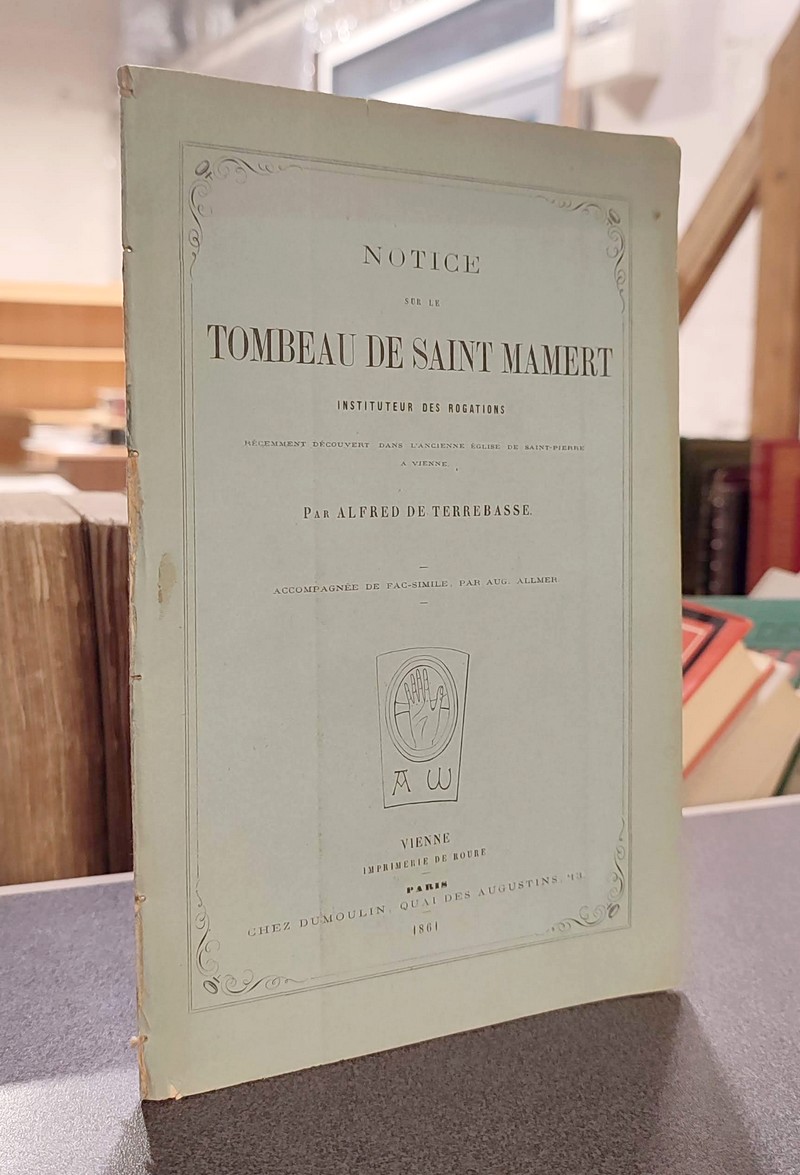 NOTICE
SUR LE
TOMBEAU DE SAINT MAMERT
INSTITUTEUR DES ROGATIONS
RÉCEMMENT DÉCOUVERT DANS L'ANCIENNE ÉGLISE DE SAINT-PIERRE
A VIENNE.
PAR ALFRED DE TERREBASSE.
ACCOMPAGNÉE DE FAC-SIMILE, PAR AUG. ALLMER
A ω
VIENNE
IMPRIMERIE DE ROURE
PARIS
CHEZ DUMOULIN, QUAI DES AUGUSTINS, 13.
1861